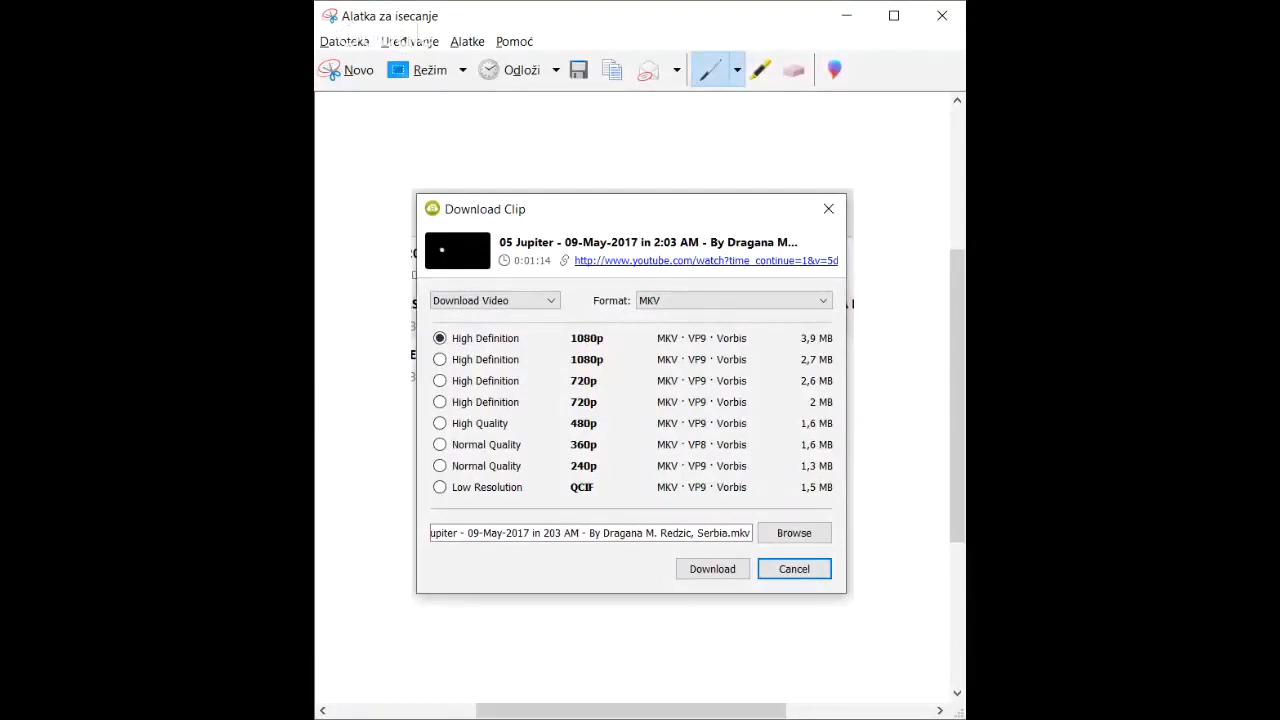 Alatka za isecanje
Datoteka Uređivanje Alatke Pomoć
Novo Režim Odloži
Download Clip
05 Jupiter - 09-May-2017 in 2:03 AM - By Dragana M...
0:01:14 http://www.youtube.com/watch?time_continue=1&v=5d
Download Video Format: MKV
High Definition 1080p MKV · VP9 · Vorbis 3,9 MB
High Definition 1080p MKV · VP9 · Vorbis 2,7 MB
High Definition 720p MKV · VP9 · Vorbis 2,6 MB
High Definition 720p MKV · VP9 · Vorbis 2 MB
High Quality 480p MKV · VP9 · Vorbis 1,6 MB
Normal Quality 360p MKV · VP8 · Vorbis 1,6 MB
Normal Quality 240p MKV · VP9 · Vorbis 1,3 MB
Low Resolution QCIF MKV · VP9 · Vorbis 1,5 MB
upiter - 09-May-2017 in 203 AM - By Dragana M. Redzic, Serbia.mkv Browse
Download Cancel